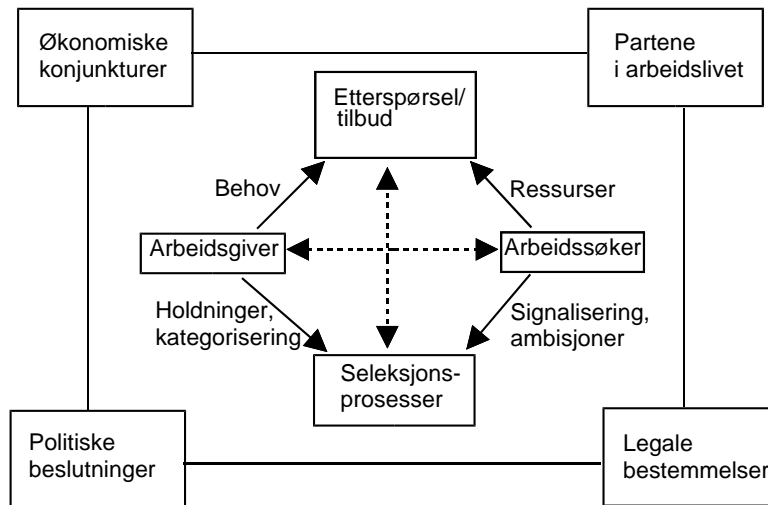 Økonomiske
konjunkturer
Partene
i arbeidslivet
Etterspørsel/
tilbud
Behov
Ressurser
Arbeidsgiver
Arbeidssøker
Holdninger,
kategorisering
Signalisering,
ambisjoner
Seleksjons-
prosesser
Politiske
beslutninger
Legale
bestemmelser